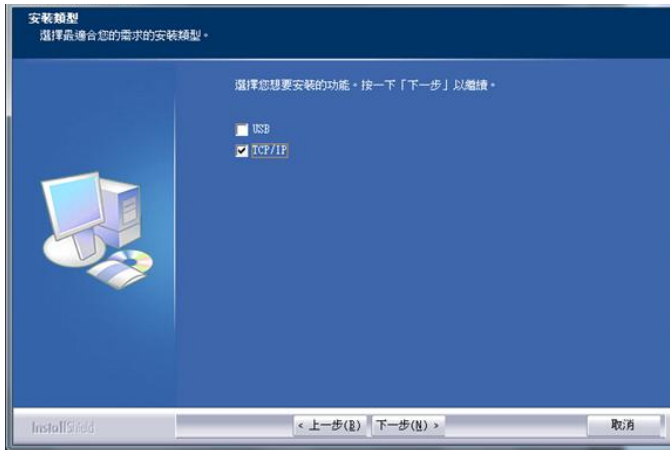 安裝類型
選擇最適合您的需求的安裝類型。
選擇您想要安裝的功能。按一下「下一步」以繼續。
USB
TCP/IP
InstallShield
< 上一步(B) 下一步(N) > 取消